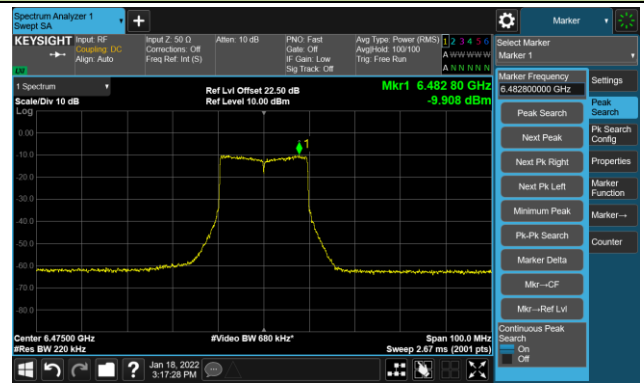 Spectrum Analyzer 1
Swept SA
+
Marker
KEYSIGHT
Input: RF
Coupling: DC
Align: Auto
Input Z: 50 Ω
Corrections: Off
Freq Ref: Int (S)
Atten: 10 dB
PNO: Fast
Gate: Off
IF Gain: Low
Sig Track: Off
Avg Type: Power (RMS)
Avg|Hold: 100/100
Trig: Free Run
1 2 3 4 5 6
A W W W W W
A N N N N N
LXI
Select Marker
Marker 1
1 Spectrum
Scale/Div 10 dB
Log
Ref Lvl Offset 22.50 dB
Ref Level 10.00 dBm
Mkr1 6.482 80 GHz
-9.908 dBm
0.00
-10.0
-20.0
-30.0
-40.0
-50.0
-60.0
-70.0
-80.0
1
Center 6.47500 GHz
#Res BW 220 kHz
#Video BW 680 kHz*
Span 100.0 MHz
Sweep 2.67 ms (2001 pts)
Marker Frequency
6.482800000 GHz
Peak Search
Next Peak
Next Pk Right
Next Pk Left
Minimum Peak
Pk-Pk Search
Marker Delta
Mkr→CF
Mkr→Ref Lvl
Continuous Peak
Search
On
Off
Settings
Peak
Search
Pk Search
Config
Properties
Marker
Function
Marker→
Counter
?
Jan 18, 2022
3:17:28 PM